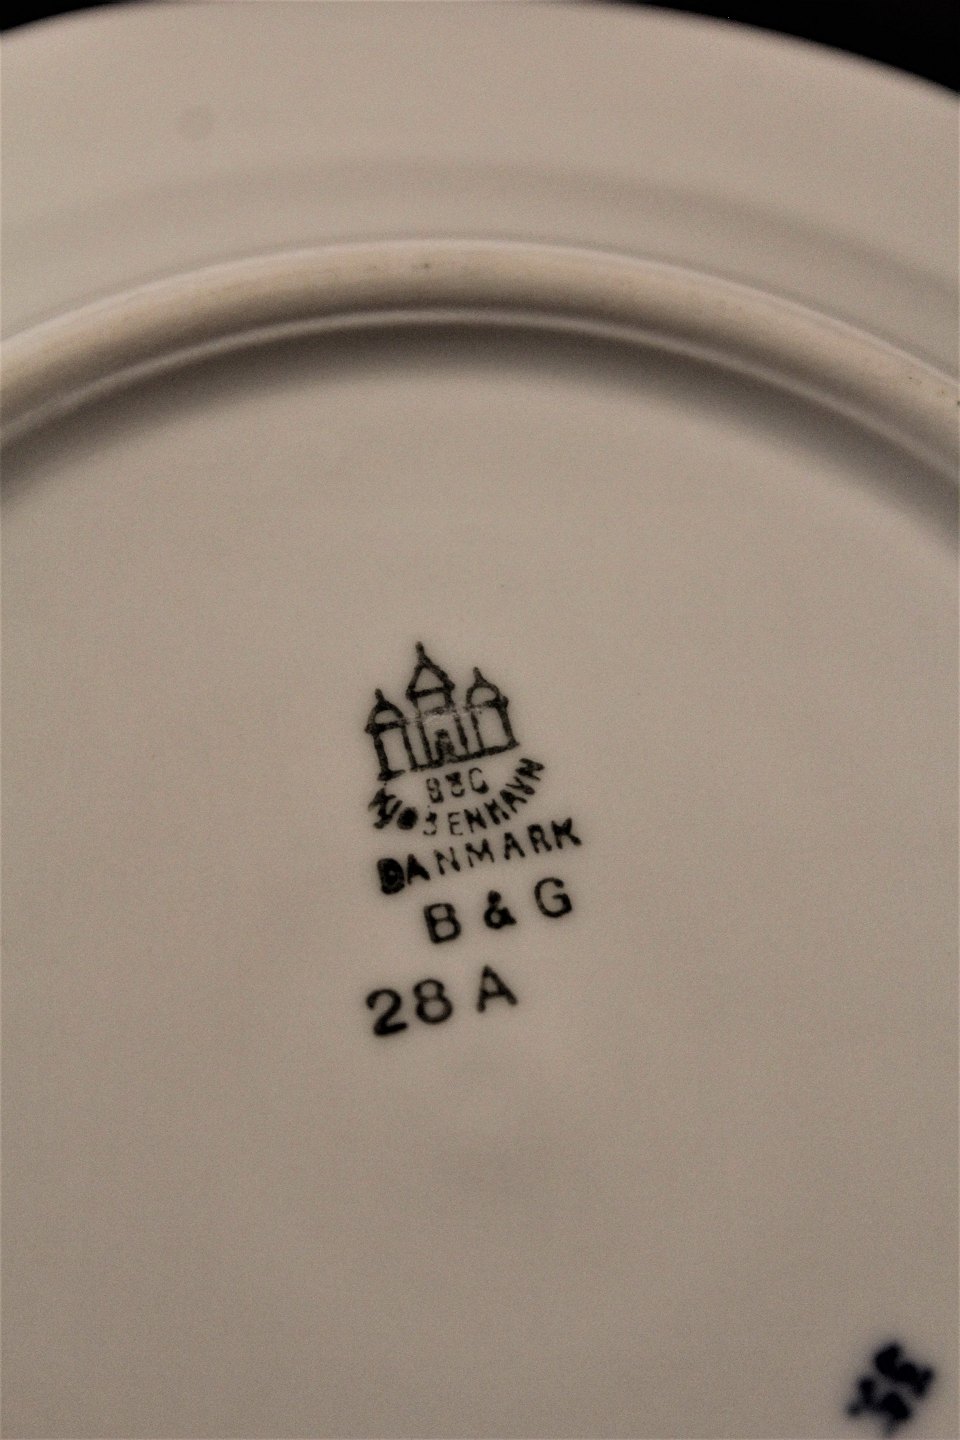 B&G
KJØBENHAVN
DANMARK
B & G
28 A